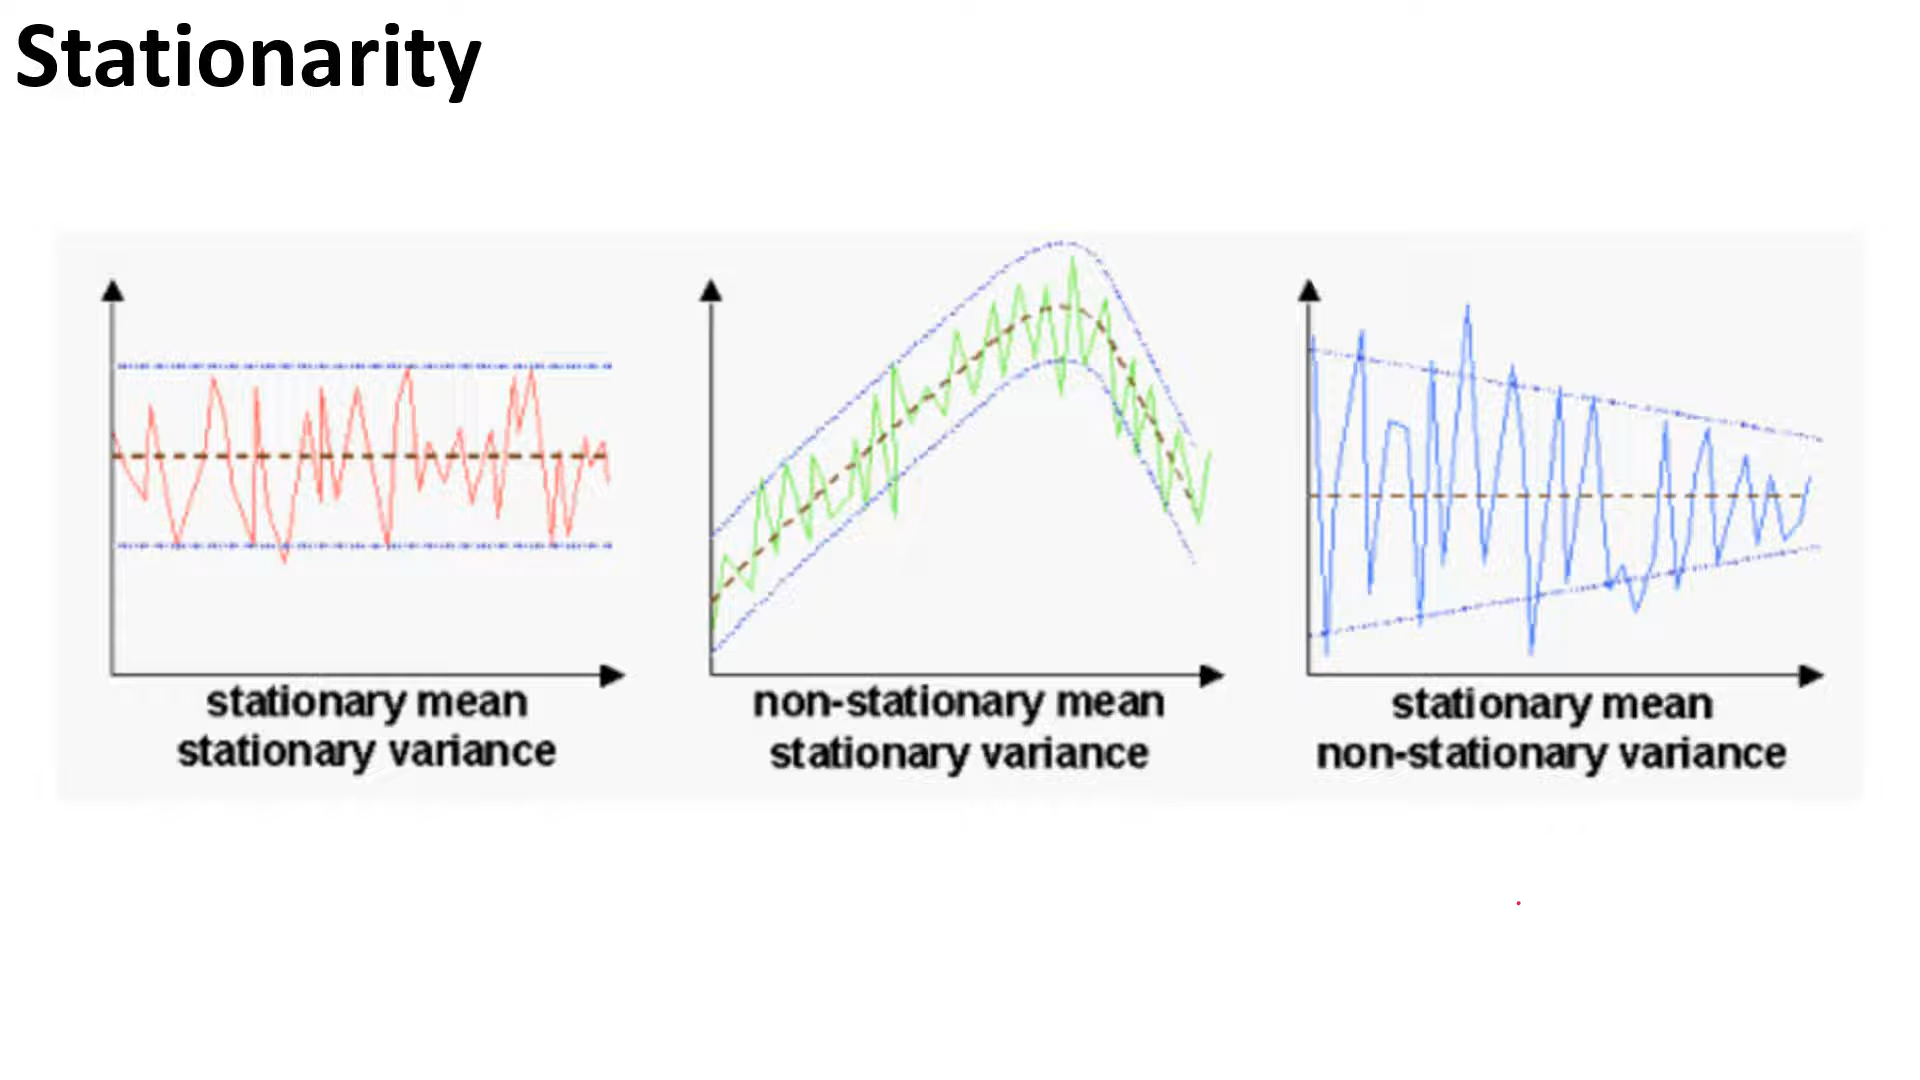 Stationarity
stationary mean
stationary variance
non-stationary mean
stationary variance
stationary mean
non-stationary variance